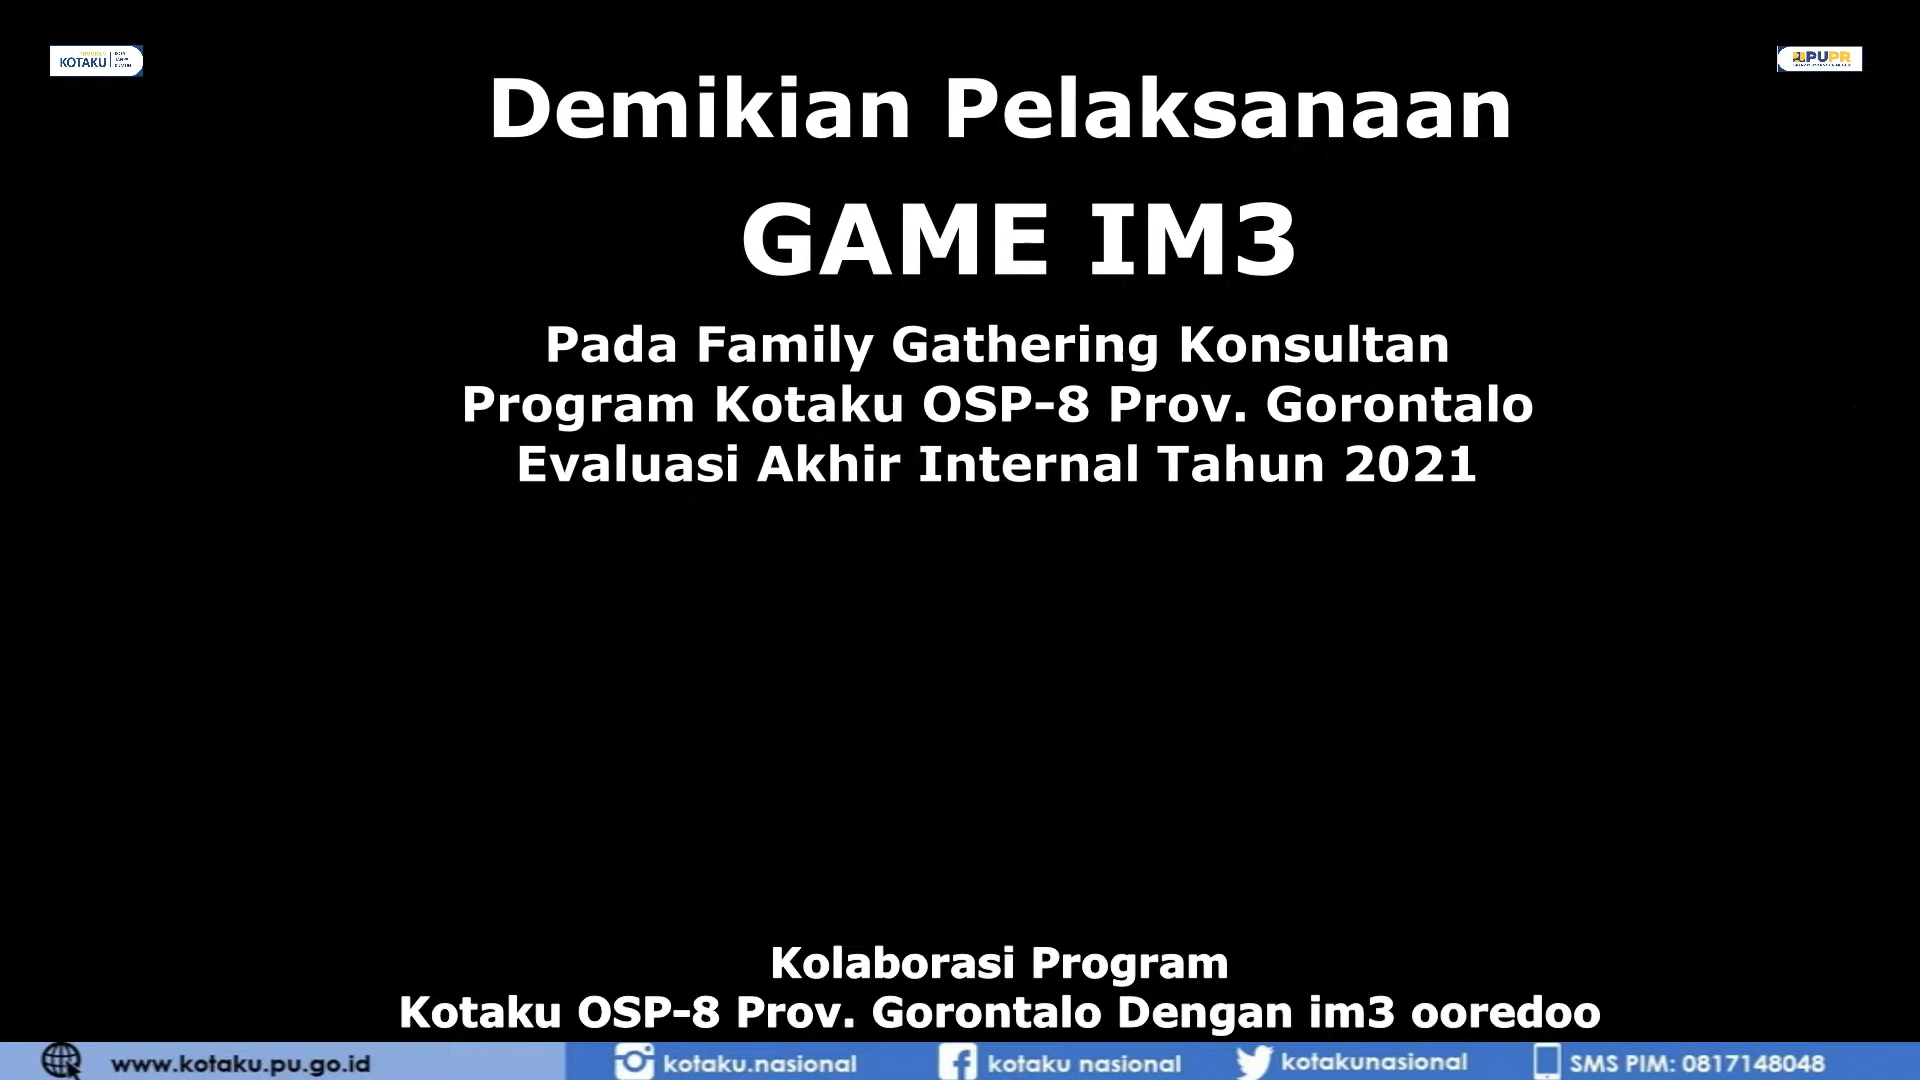 KOTAKU
PUPR
Demikian Pelaksanaan
GAME IM3
Pada Family Gathering Konsultan
Program Kotaku OSP-8 Prov. Gorontalo
Evaluasi Akhir Internal Tahun 2021
Kolaborasi Program
Kotaku OSP-8 Prov. Gorontalo Dengan im3 ooredoo
www.kotaku.pu.go.id kotaku.nasional kotaku nasional kotakunasional SMS PIM: 0817148048